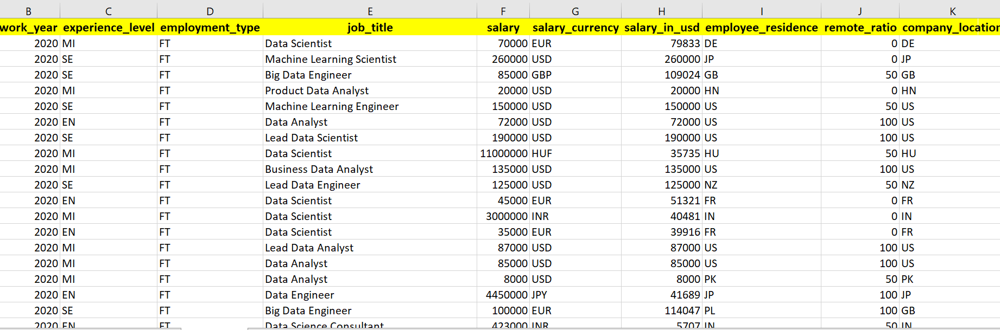 B C D E F G H I J K
work_year experience_level employment_type job_title salary salary_currency salary_in_usd employee_residence remote_ratio company_location
2020 MI FT Data Scientist 70000 EUR 79833 DE 0 DE
2020 SE FT Machine Learning Scientist 260000 USD 260000 JP 0 JP
2020 SE FT Big Data Engineer 85000 GBP 109024 GB 50 GB
2020 MI FT Product Data Analyst 20000 USD 20000 HN 0 HN
2020 SE FT Machine Learning Engineer 150000 USD 150000 US 50 US
2020 EN FT Data Analyst 72000 USD 72000 US 100 US
2020 SE FT Lead Data Scientist 190000 USD 190000 US 100 US
2020 MI FT Data Scientist 11000000 HUF 35735 HU 50 HU
2020 MI FT Business Data Analyst 135000 USD 135000 US 100 US
2020 SE FT Lead Data Engineer 125000 USD 125000 NZ 50 NZ
2020 EN FT Data Scientist 45000 EUR 51321 FR 0 FR
2020 MI FT Data Scientist 3000000 INR 40481 IN 0 IN
2020 EN FT Data Scientist 35000 EUR 39916 FR 0 FR
2020 MI FT Lead Data Analyst 87000 USD 87000 US 100 US
2020 MI FT Data Analyst 85000 USD 85000 US 100 US
2020 MI FT Data Analyst 8000 USD 8000 PK 50 PK
2020 EN FT Data Engineer 4450000 JPY 41689 JP 100 JP
2020 SE FT Big Data Engineer 100000 EUR 114047 PL 100 GB
2020 EN FT Data Science Consultant 423000 INR 5707 IN 50 IN